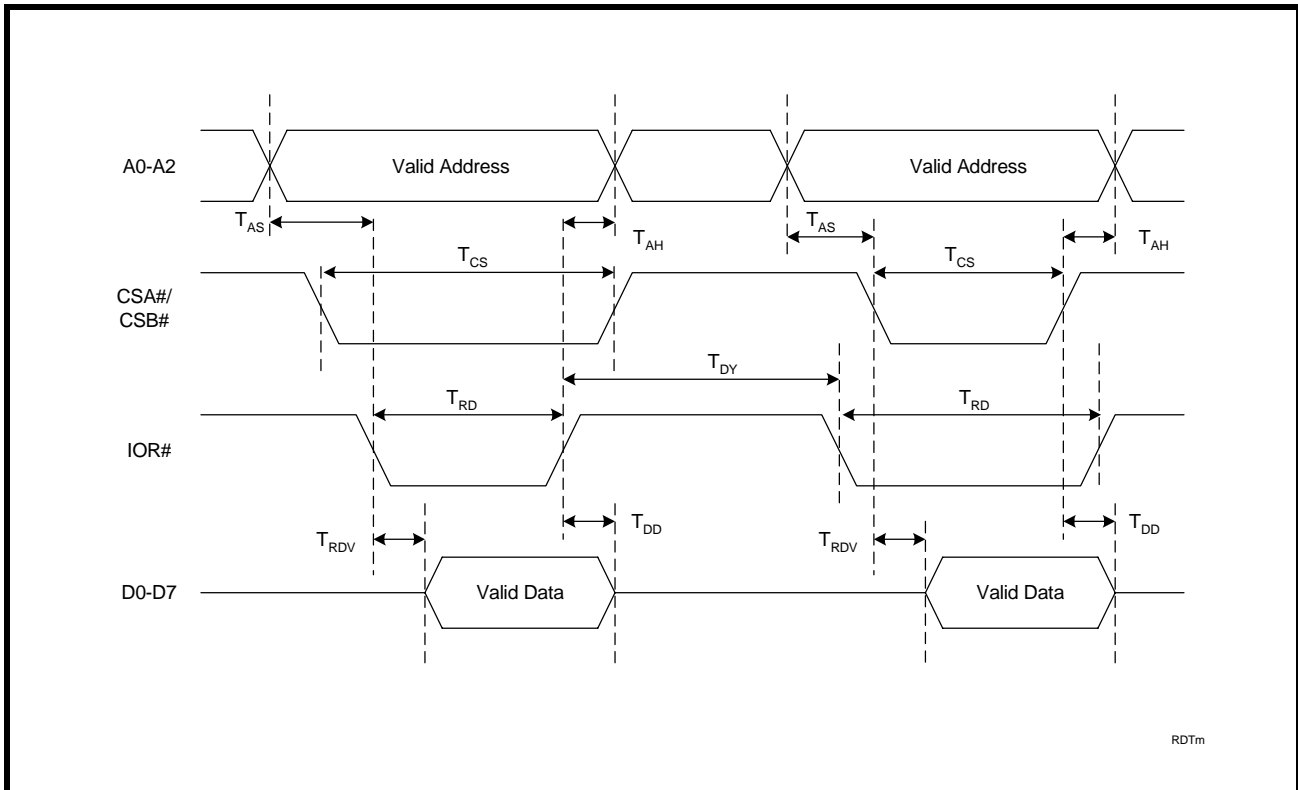 A0-A2
Valid Address
Valid Address
TAS
TAH
TAS
TAH
TCS
TCS
CSA#/
CSB#
TDY
TRD
TRD
IOR#
TRDV
TDD
TRDV
TDD
D0-D7
Valid Data
Valid Data
RDTm